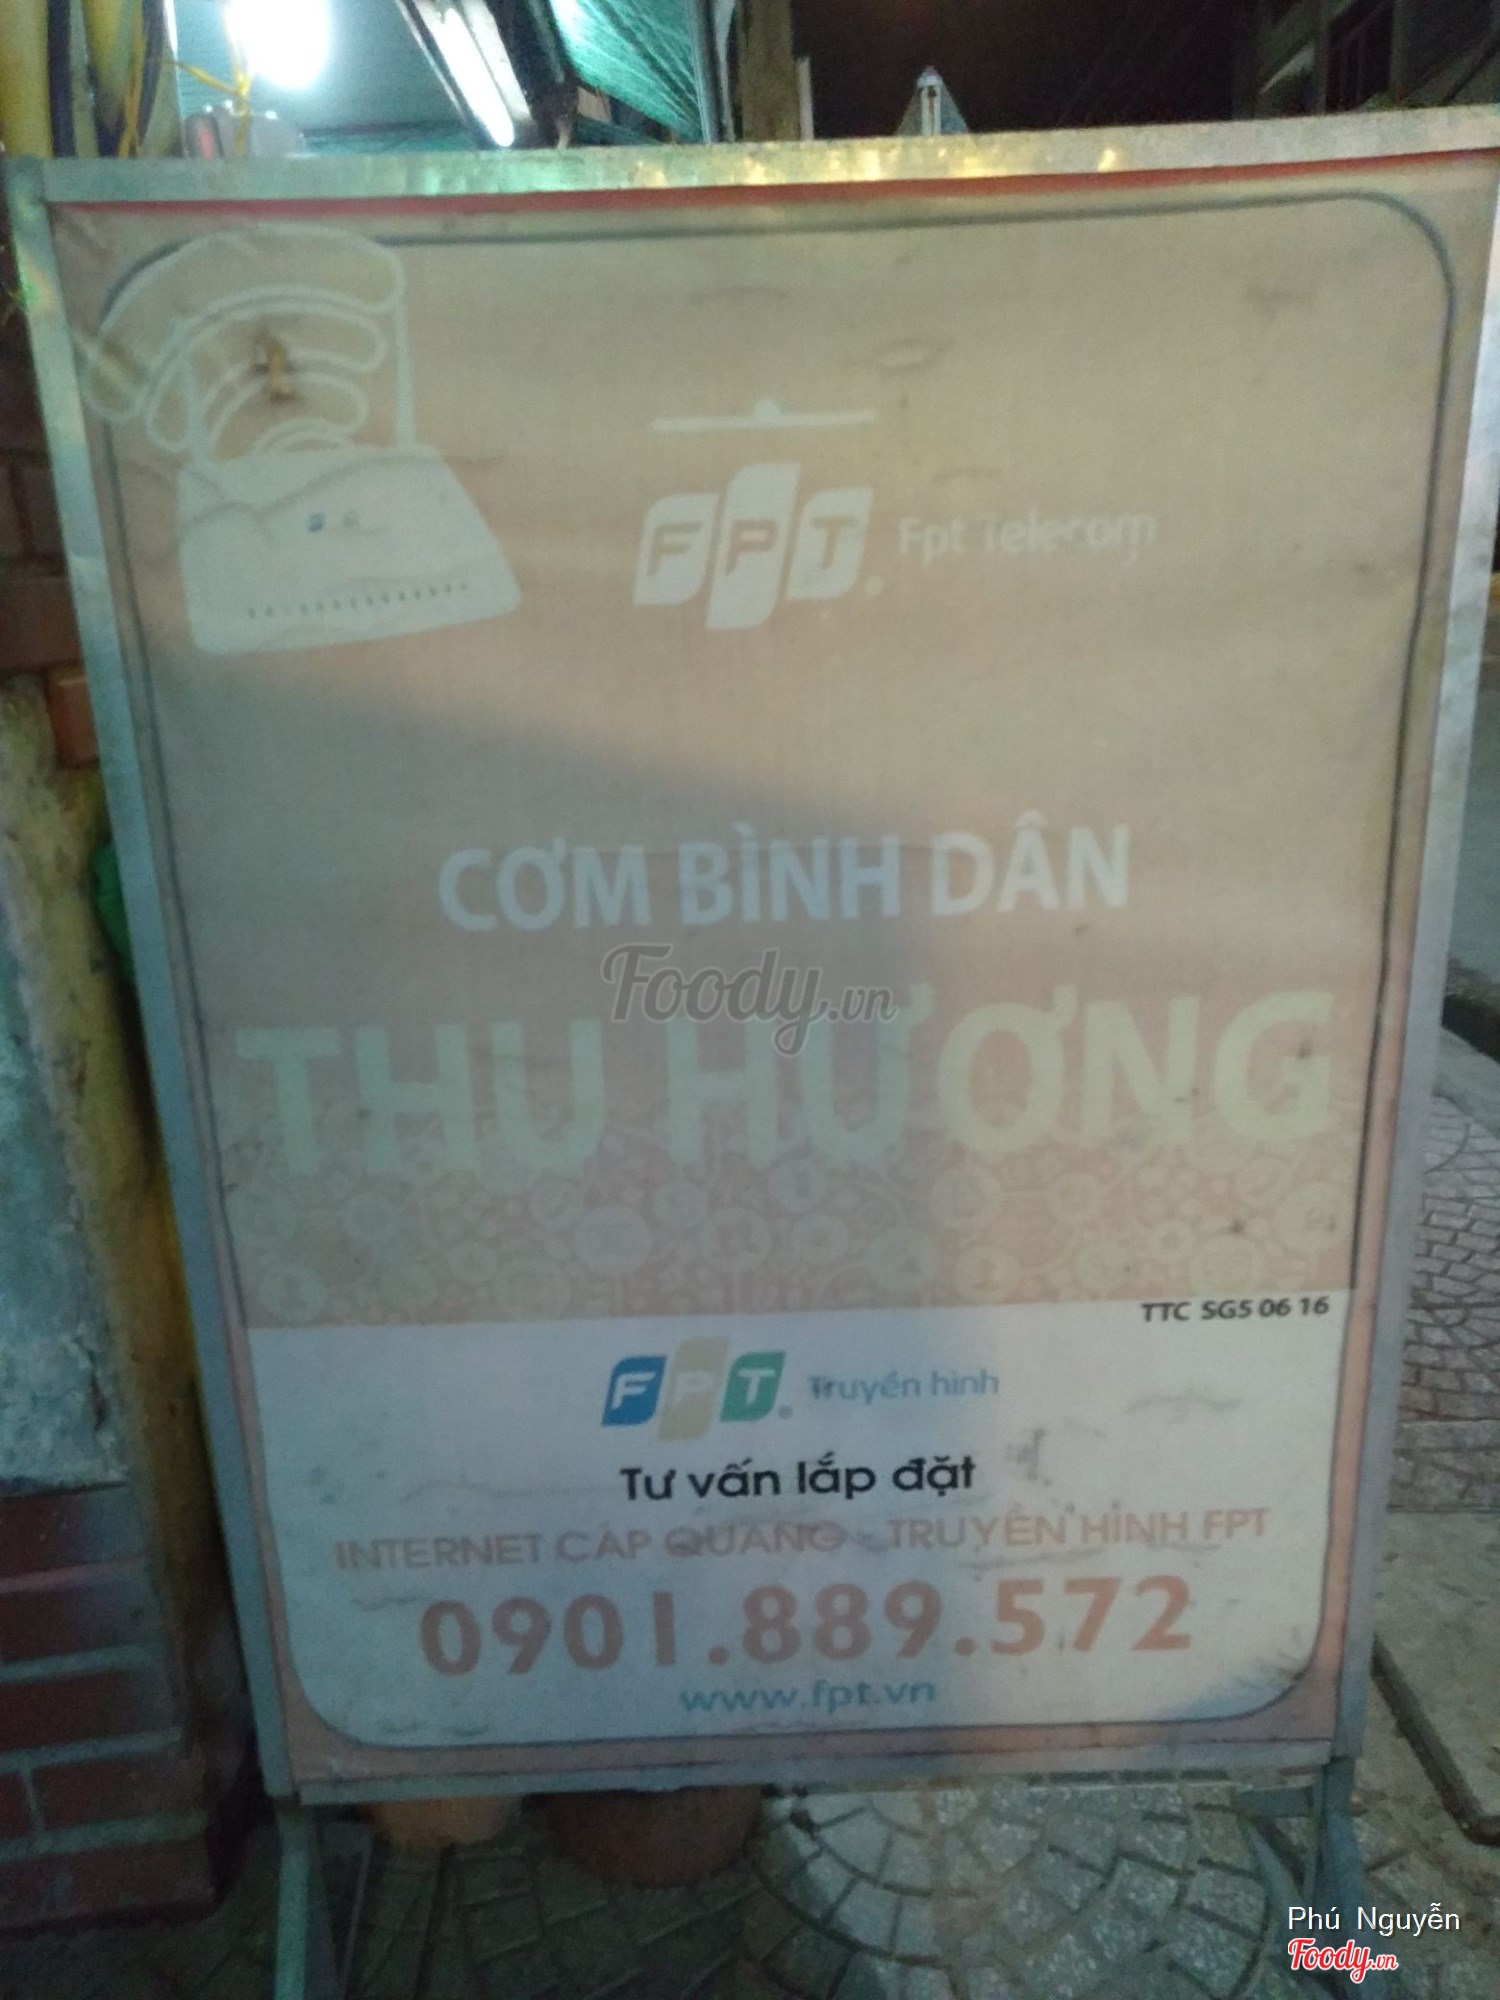 FPT Fpt Telecom
CƠM BÌNH DÂN
Foody.vn
THU HƯƠNG
TTC SG5 06 16
FPT Truyền hình
Tư vấn lắp đặt
INTERNET CÁP QUANG - TRUYỀN HÌNH FPT
0901.889.572
www.fpt.vn
Phú Nguyễn
Foody.vn